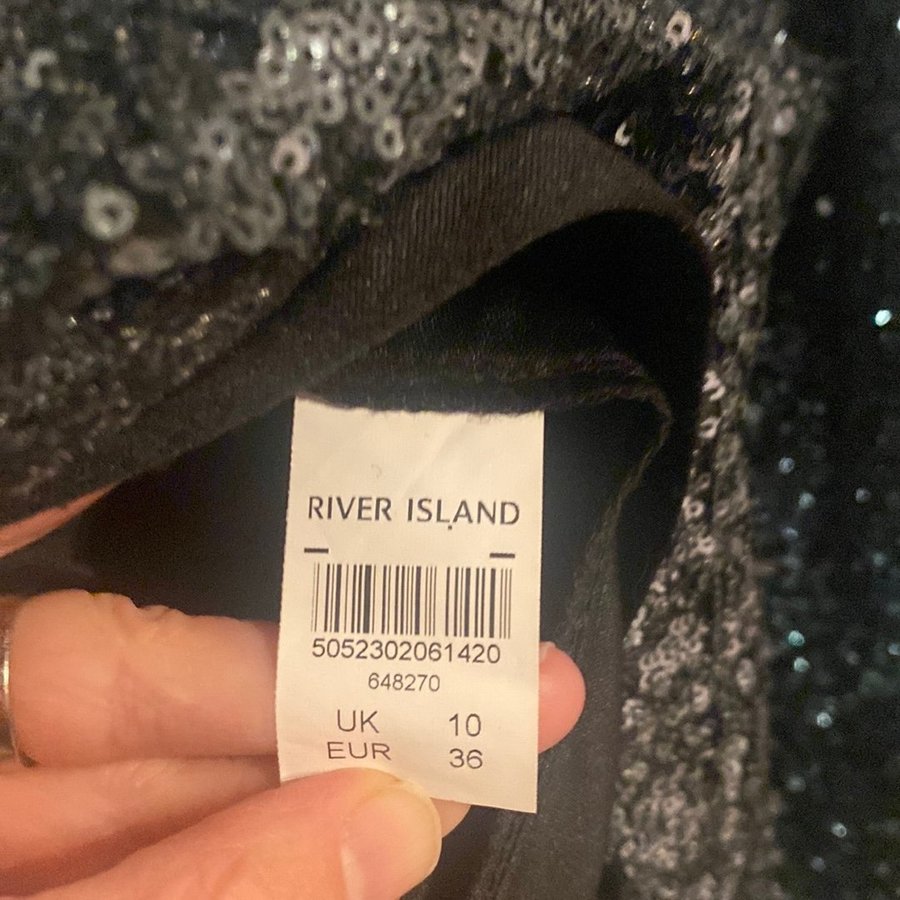 RIVER ISLAND
5052302061420
648270
UK 10
EUR 36